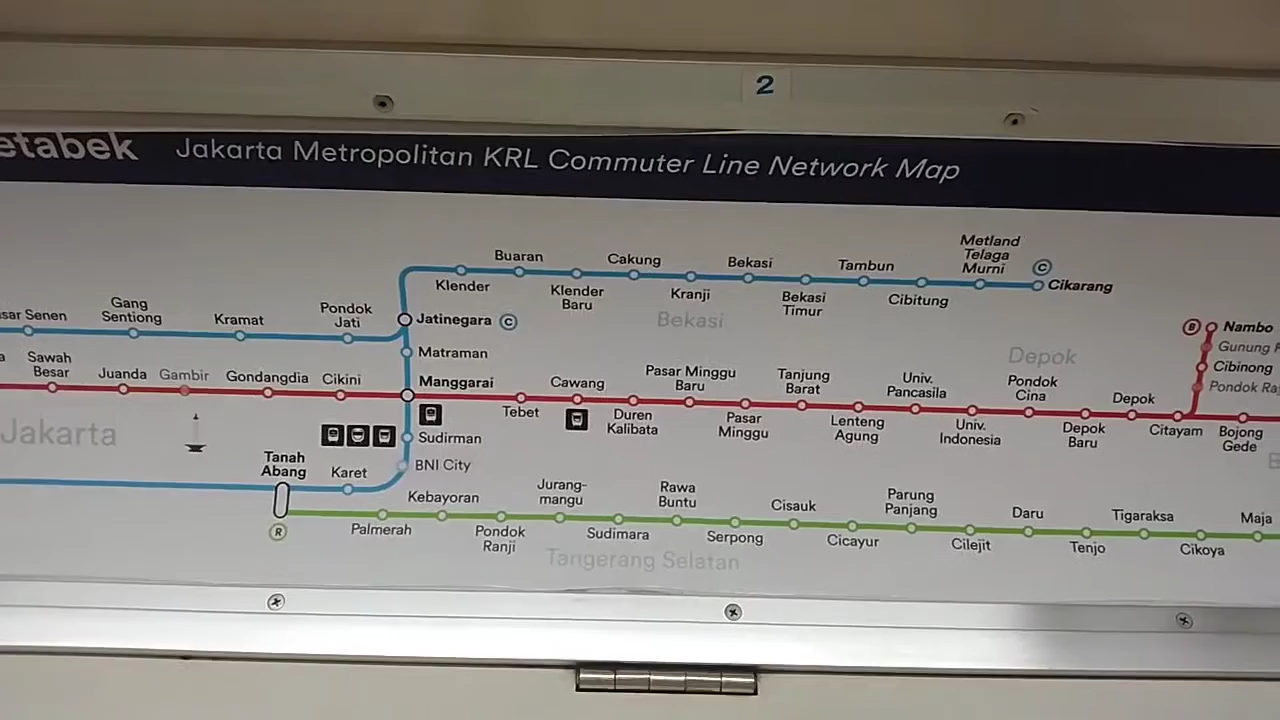 2
etabek Jakarta Metropolitan KRL Commuter Line Network Map
Metland
Telaga
Murni
Buaran
Cakung
Bekasi
Tambun
C
Cikarang
Klender
Klender
Baru
Kranji
Bekasi
Timur
Cibitung
Bekasi
sar Senen
Gang
Sentiong
Kramat
Pondok
Jati
Jatinegara C
Matraman
B Nambo
Gunung P
Cibinong
Pondok Ra
Depok
a
Sawah
Besar
Juanda
Gambir
Gondangdia
Cikini
Manggarai
Tebet
Cawang
Duren
Kalibata
Pasar Minggu
Baru
Pasar
Minggu
Tanjung
Barat
Lenteng
Agung
Univ.
Pancasila
Univ.
Indonesia
Pondok
Cina
Depok
Baru
Depok
Citayam
Bojong
Gede
B
Jakarta
Sudirman
BNI City
Tanah
Abang
Karet
R
Palmerah
Kebayoran
Pondok
Ranji
Jurang-
mangu
Sudimara
Rawa
Buntu
Serpong
Cisauk
Cicayur
Parung
Panjang
Cilejit
Daru
Tenjo
Tigaraksa
Cikoya
Maja
Tangerang Selatan